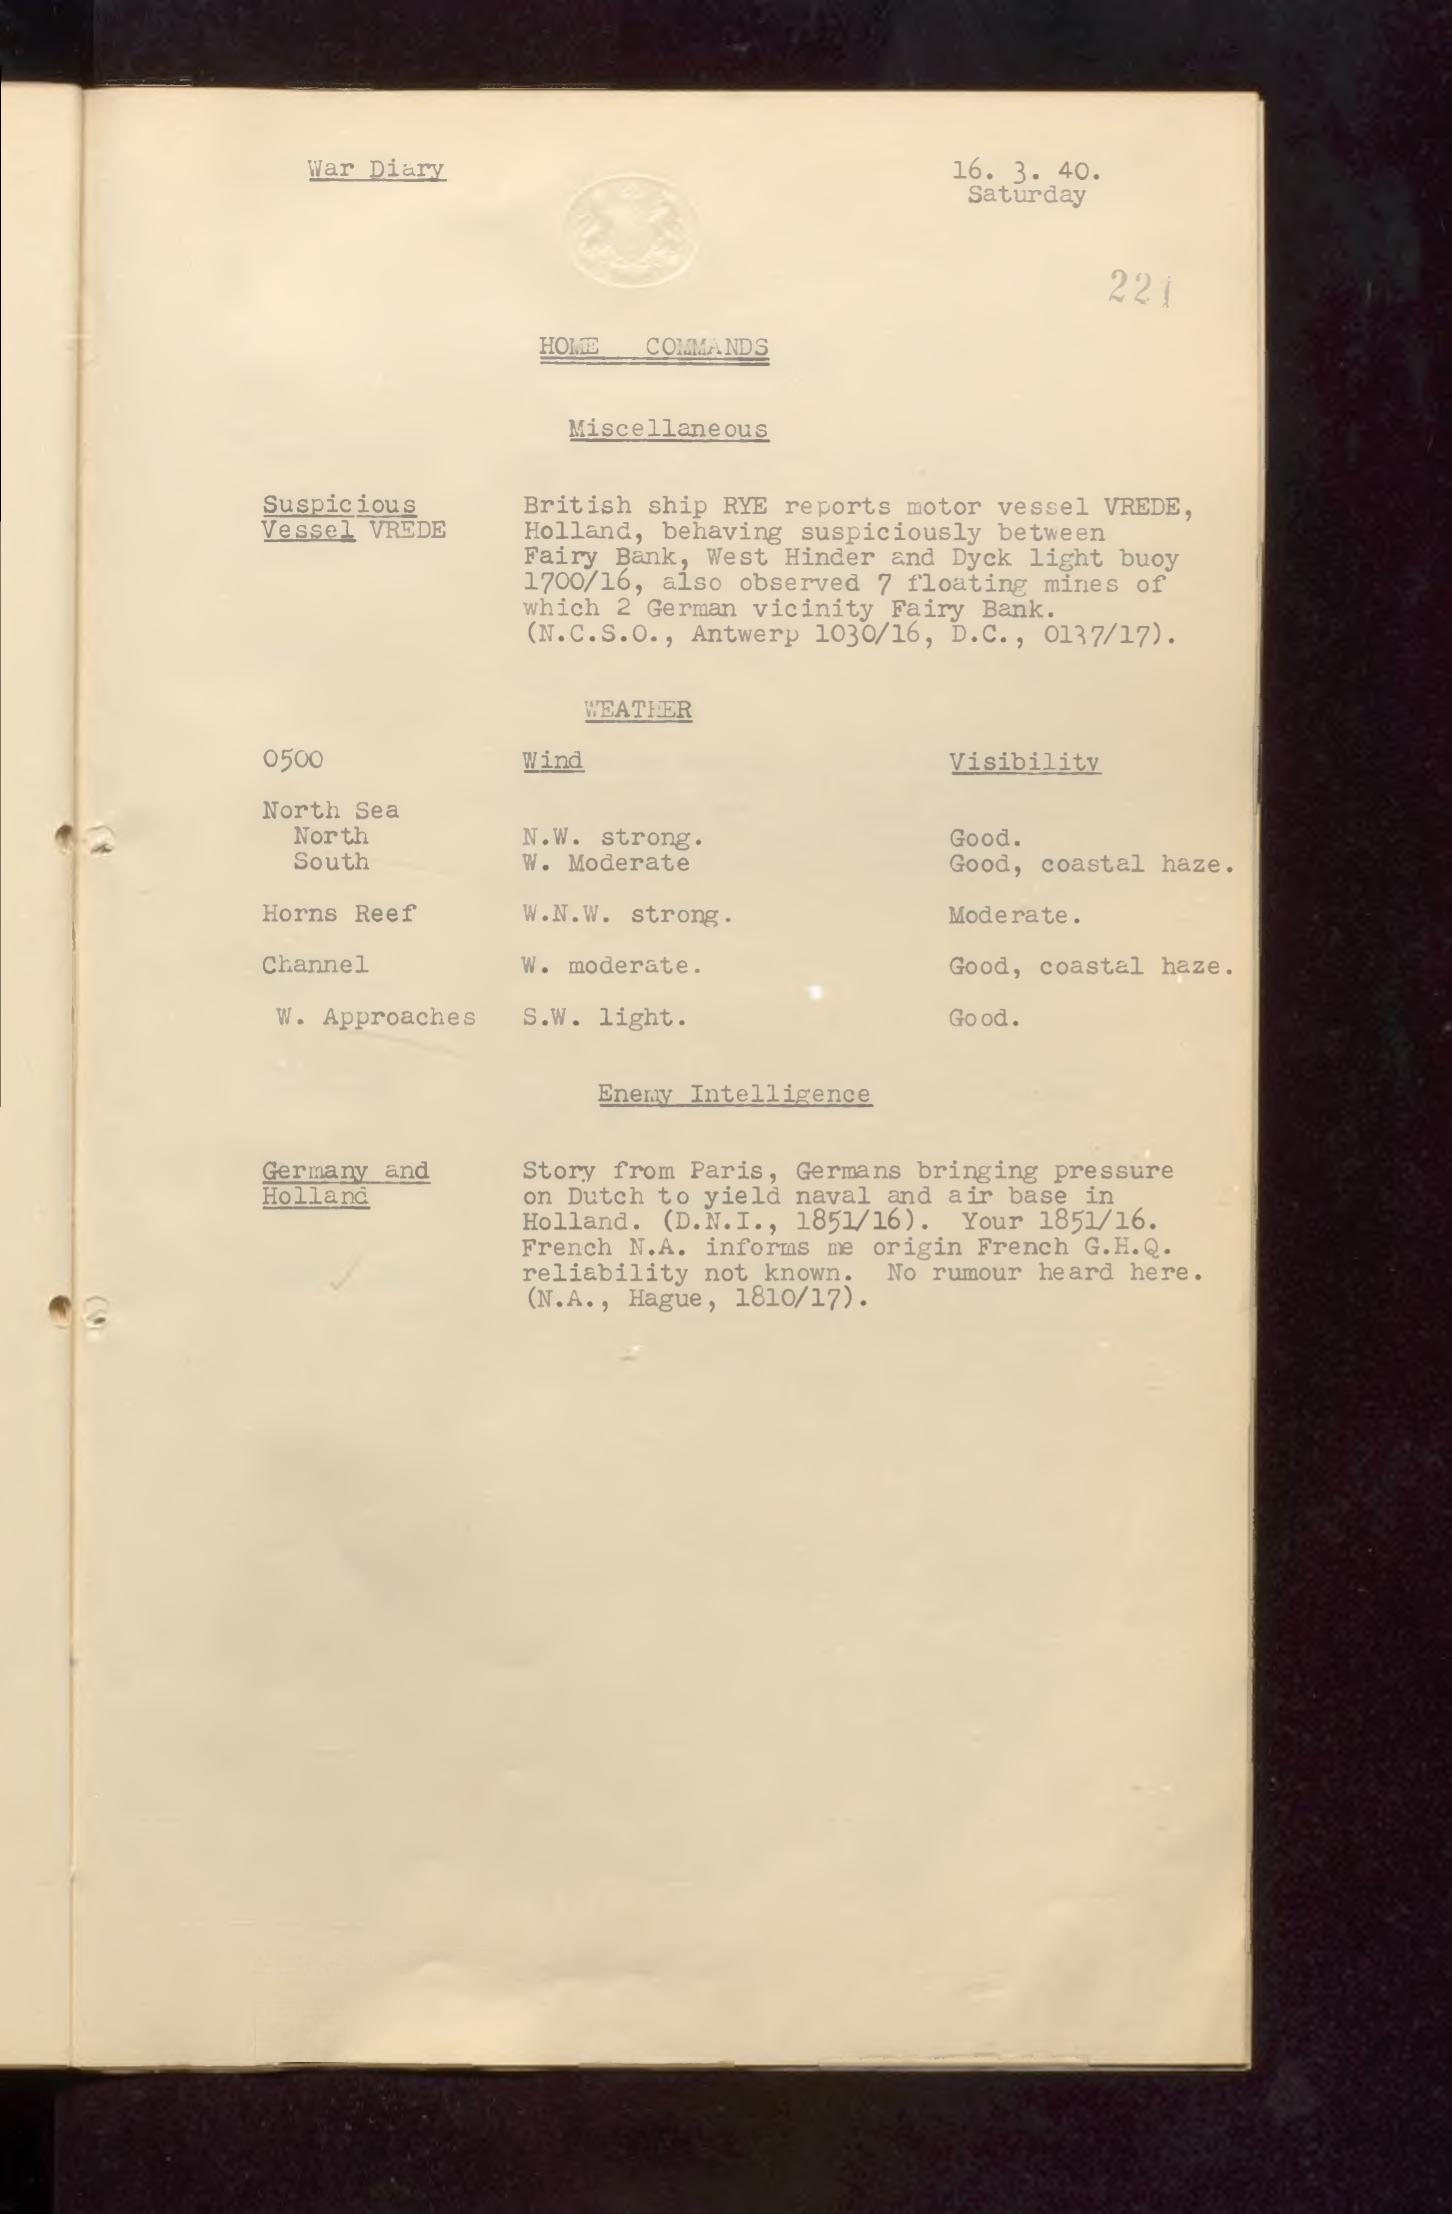 War Diary
16. 3. 40.
Saturday
221
HOME COMMANDS
Miscellaneous
Suspicious
Vessel VREDE
British ship RYE reports motor vessel VREDE,
Holland, behaving suspiciously between
Fairy Bank, West Hinder and Dyck light buoy
1700/16, also observed 7 floating mines of
which 2 German vicinity Fairy Bank.
(N.C.S.O., Antwerp 1030/16, D.C., 0137/17).
WEATHER
0500 Wind Visibility
North Sea
North N.W. strong. Good.
South W. Moderate Good, coastal haze.
Horns Reef W.N.W. strong. Moderate.
Channel W. moderate. Good, coastal haze.
W. Approaches S.W. light. Good.
Enemy Intelligence
Germany and
Holland
Story from Paris, Germans bringing pressure
on Dutch to yield naval and air base in
Holland. (D.N.I., 1851/16). Your 1851/16.
French N.A. informs me origin French G.H.Q.
reliability not known. No rumour heard here.
(N.A., Hague, 1810/17).